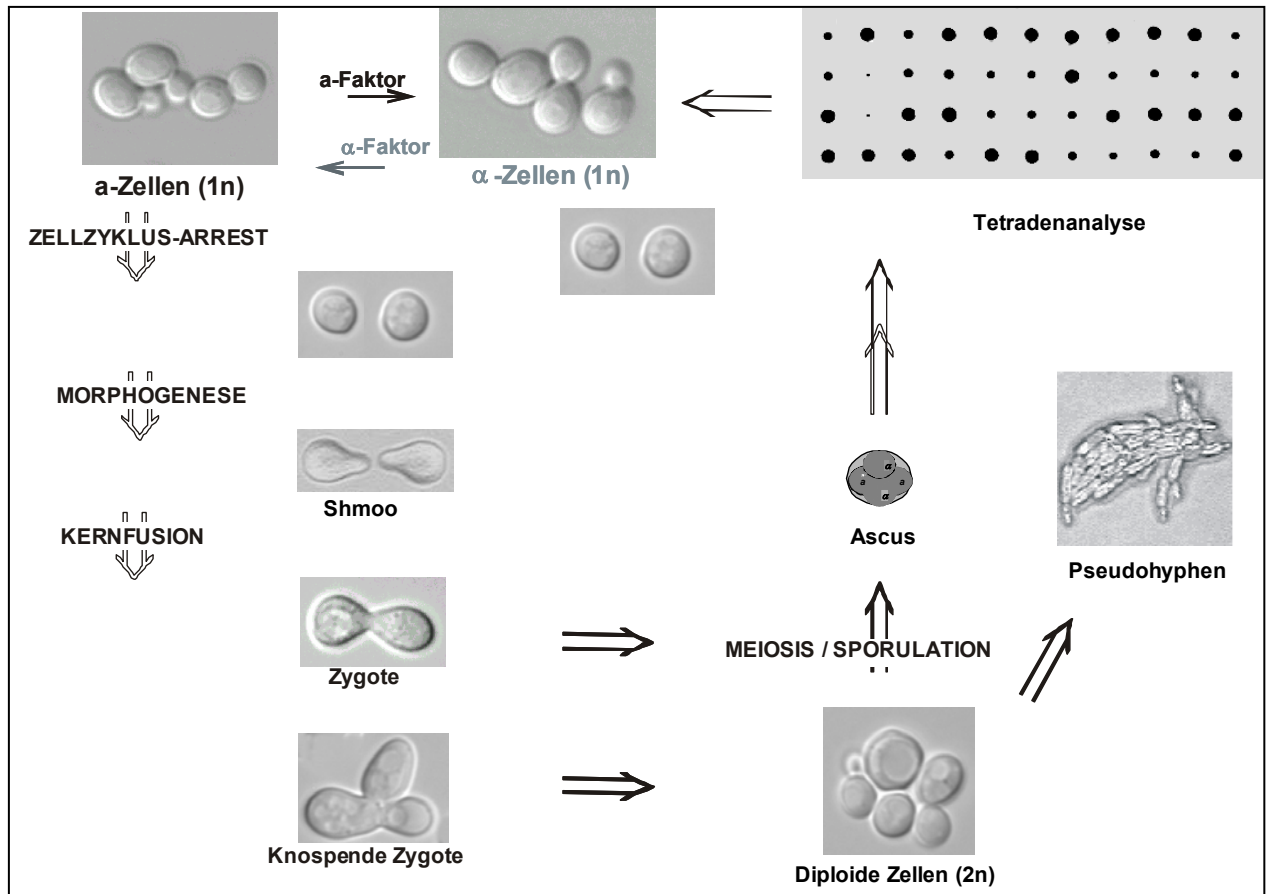 a-Faktor
α-Faktor
a-Zellen (1n)
α-Zellen (1n)
Tetradenanalyse
ZELLZYKLUS-ARREST
MORPHOGENESE
Shmoo
KERNFUSION
α
a a
α
Ascus
Pseudohyphen
Zygote
MEIOSIS / SPORULATION
Knospende Zygote
Diploide Zellen (2n)